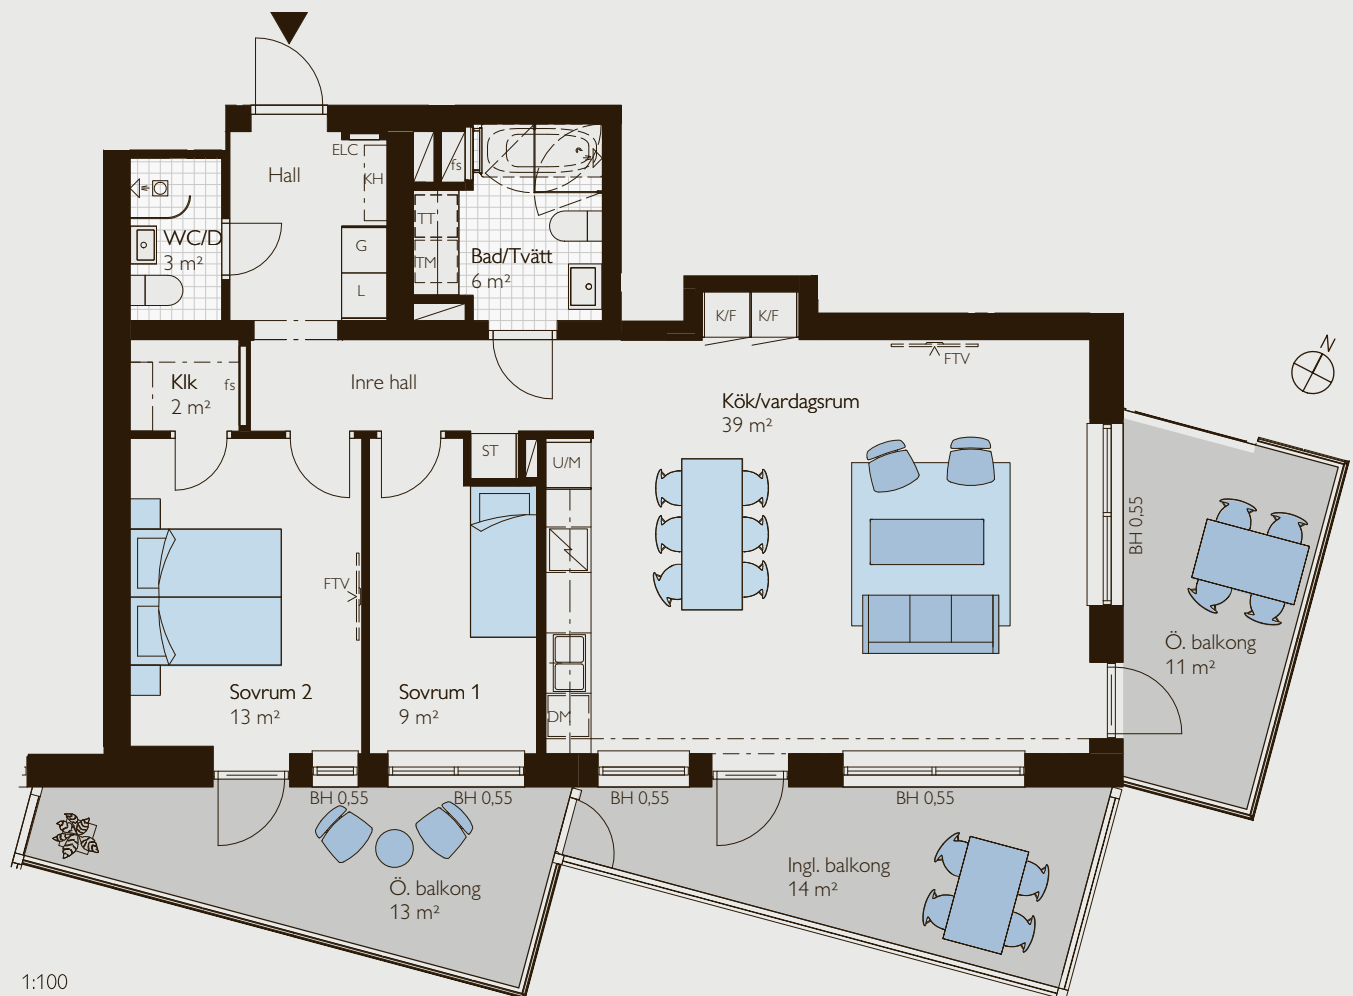 ELC
Hall
KH
fs
TT
TM
G
L
WC/D
3 m²
Bad/Tvätt
6 m²
K/F
K/F
FTV
N
Klk
2 m²
fs
Inre hall
Kök/vardagsrum
39 m²
ST
U/M
BH 0,55
FTV
Ö. balkong
11 m²
Sovrum 2
13 m²
Sovrum 1
9 m²
DM
BH 0,55
BH 0,55
BH 0,55
BH 0,55
Ingl. balkong
14 m²
Ö. balkong
13 m²
1:100